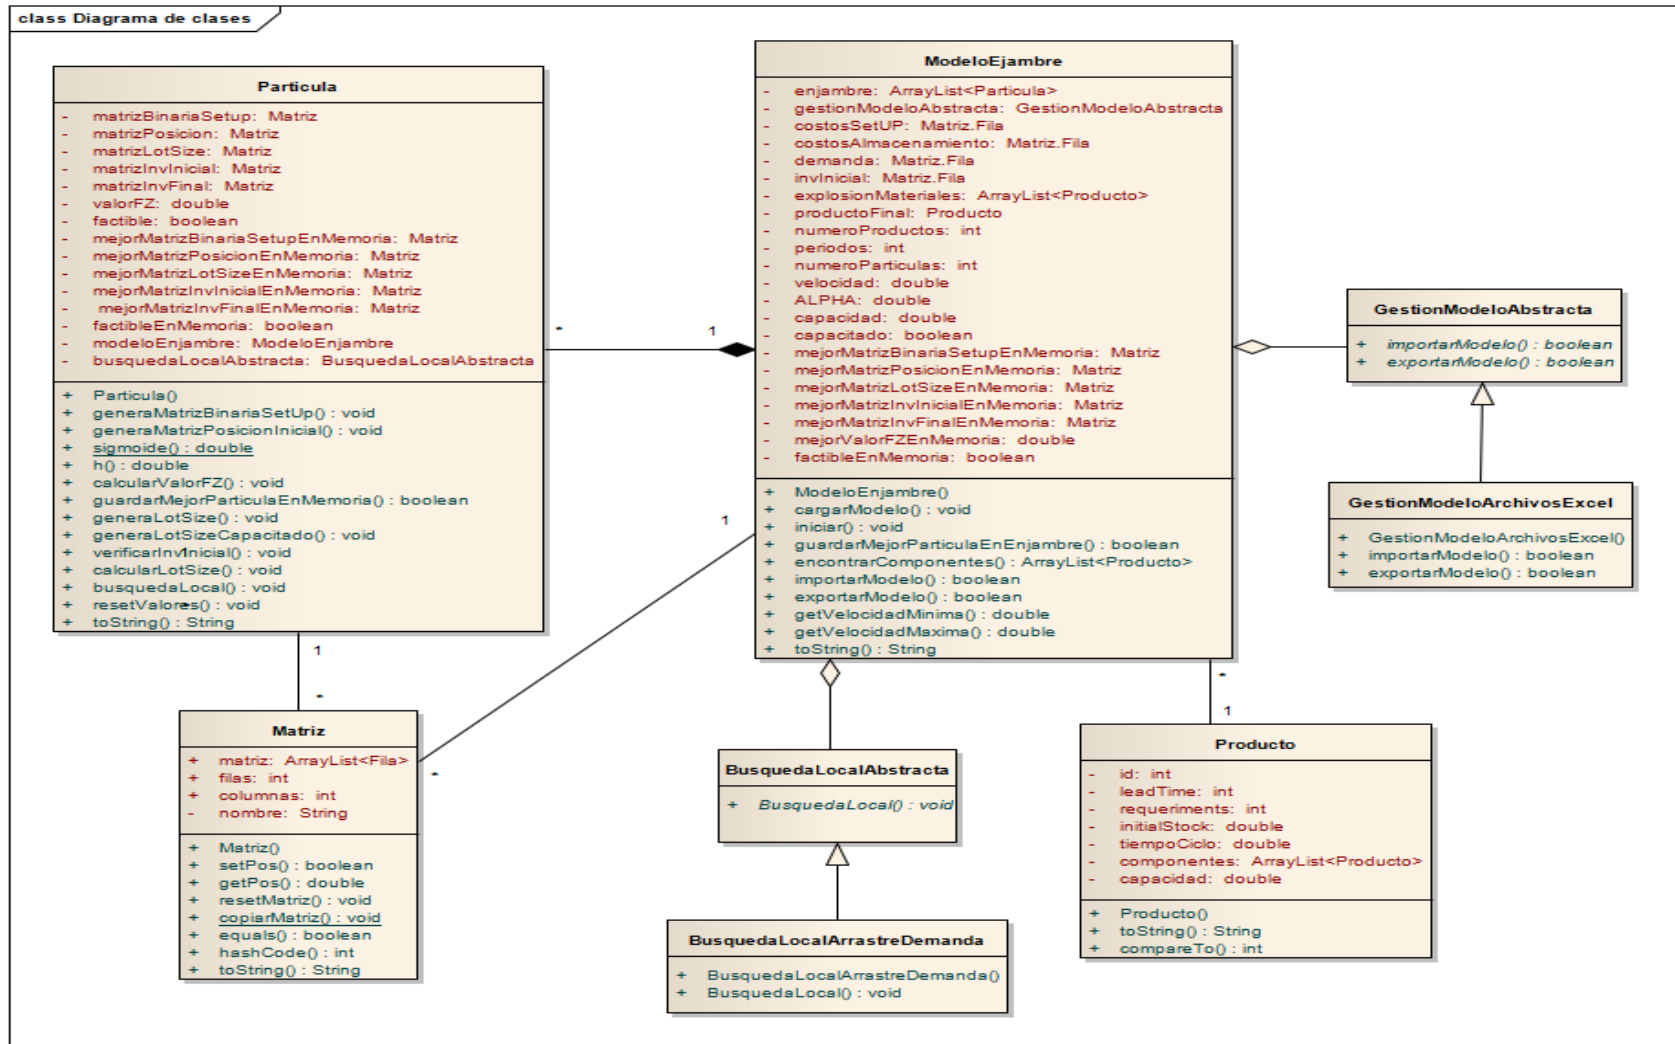 class Diagrama de clases
Particula
- matrizBinariaSetup: Matriz
- matrizPosicion: Matriz
- matrizLotSize: Matriz
- matrizInvInicial: Matriz
- matrizInvFinal: Matriz
- valorFZ: double
- factible: boolean
- mejorMatrizBinariaSetupEnMemoria: Matriz
- mejorMatrizPosicionEnMemoria: Matriz
- mejorMatrizLotSizeEnMemoria: Matriz
- mejorMatrizInvInicialEnMemoria: Matriz
- mejorMatrizInvFinalEnMemoria: Matriz
- factibleEnMemoria: boolean
- modeloEnjambre: ModeloEnjambre
- busquedaLocalAbstracta: BusquedaLocalAbstracta
+ Particula()
+ generaMatrizBinariaSetUp() : void
+ generaMatrizPosicionInicial() : void
+ sigmoide() : double
+ h() : double
+ calcularValorFZ() : void
+ guardarMejorParticulaEnMemoria() : boolean
+ generaLotSize() : void
+ generaLotSizeCapacitado() : void
+ verificarInvInicial() : void
+ calcularLotSize() : void
+ busquedaLocal() : void
+ resetValores() : void
+ toString() : String
ModeloEjambre
- enjambre: ArrayList<Particula>
- gestionModeloAbstracta: GestionModeloAbstracta
- costosSetUP: Matriz.Fila
- costosAlmacenamiento: Matriz.Fila
- demanda: Matriz.Fila
- invInicial: Matriz.Fila
- explosionMateriales: ArrayList<Producto>
- productoFinal: Producto
- numeroProductos: int
- periodos: int
- numeroParticulas: int
- velocidad: double
- ALPHA: double
- capacidad: double
- capacitado: boolean
- mejorMatrizBinariaSetupEnMemoria: Matriz
- mejorMatrizPosicionEnMemoria: Matriz
- mejorMatrizLotSizeEnMemoria: Matriz
- mejorMatrizInvInicialEnMemoria: Matriz
- mejorMatrizInvFinalEnMemoria: Matriz
- mejorValorFZEnMemoria: double
- factibleEnMemoria: boolean
+ ModeloEnjambre()
+ cargarModelo() : void
+ iniciar() : void
+ guardarMejorParticulaEnEnjambre() : boolean
+ encontrarComponentes() : ArrayList<Producto>
+ importarModelo() : boolean
+ exportarModelo() : boolean
+ getVelocidadMinima() : double
+ getVelocidadMaxima() : double
+ toString() : String
GestionModeloAbstracta
+ importarModelo() : boolean
+ exportarModelo() : boolean
GestionModeloArchivosExcel
+ GestionModeloArchivosExcel()
+ importarModelo() : boolean
+ exportarModelo() : boolean
* 1
1
1
*
*
*
1
Matriz
+ matriz: ArrayList<Fila>
+ filas: int
+ columnas: int
- nombre: String
+ Matriz()
+ setPos() : boolean
+ getPos() : double
+ resetMatriz() : void
+ copiarMatriz() : void
+ equals() : boolean
+ hashCode() : int
+ toString() : String
BusquedaLocalAbstracta
+ BusquedaLocal() : void
BusquedaLocalArrastreDemanda
+ BusquedaLocalArrastreDemanda()
+ BusquedaLocal() : void
Producto
- id: int
- leadTime: int
- requeriments: int
- initialStock: double
- tiempoCiclo: double
- componentes: ArrayList<Producto>
- capacidad: double
+ Producto()
+ toString() : String
+ compareTo() : int